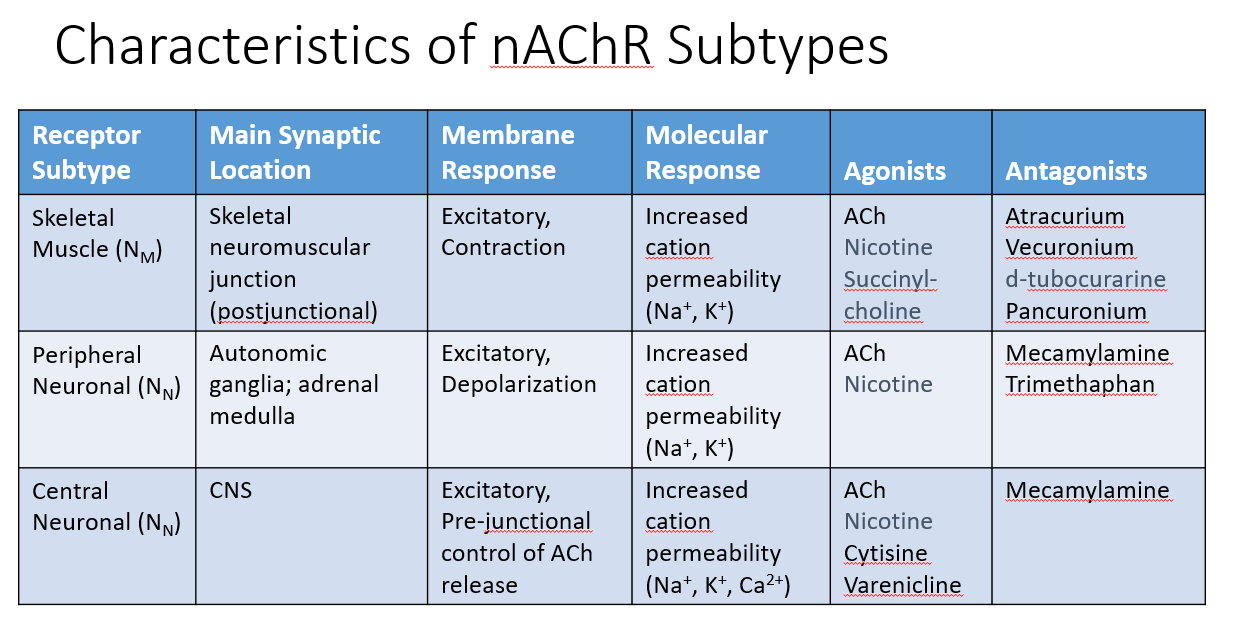 Characteristics of nAChR Subtypes
Receptor Subtype | Main Synaptic Location | Membrane Response | Molecular Response | Agonists | Antagonists
Skeletal Muscle (N_M) | Skeletal neuromuscular junction (postjunctional) | Excitatory, Contraction | Increased cation permeability (Na⁺, K⁺) | ACh Nicotine Succinyl-choline | Atracurium Vecuronium d-tubocurarine Pancuronium
Peripheral Neuronal (N_N) | Autonomic ganglia; adrenal medulla | Excitatory, Depolarization | Increased cation permeability (Na⁺, K⁺) | ACh Nicotine | Mecamylamine Trimethaphan
Central Neuronal (N_N) | CNS | Excitatory, Pre-junctional control of ACh release | Increased cation permeability (Na⁺, K⁺, Ca²⁺) | ACh Nicotine Cytisine Varenicline | Mecamylamine